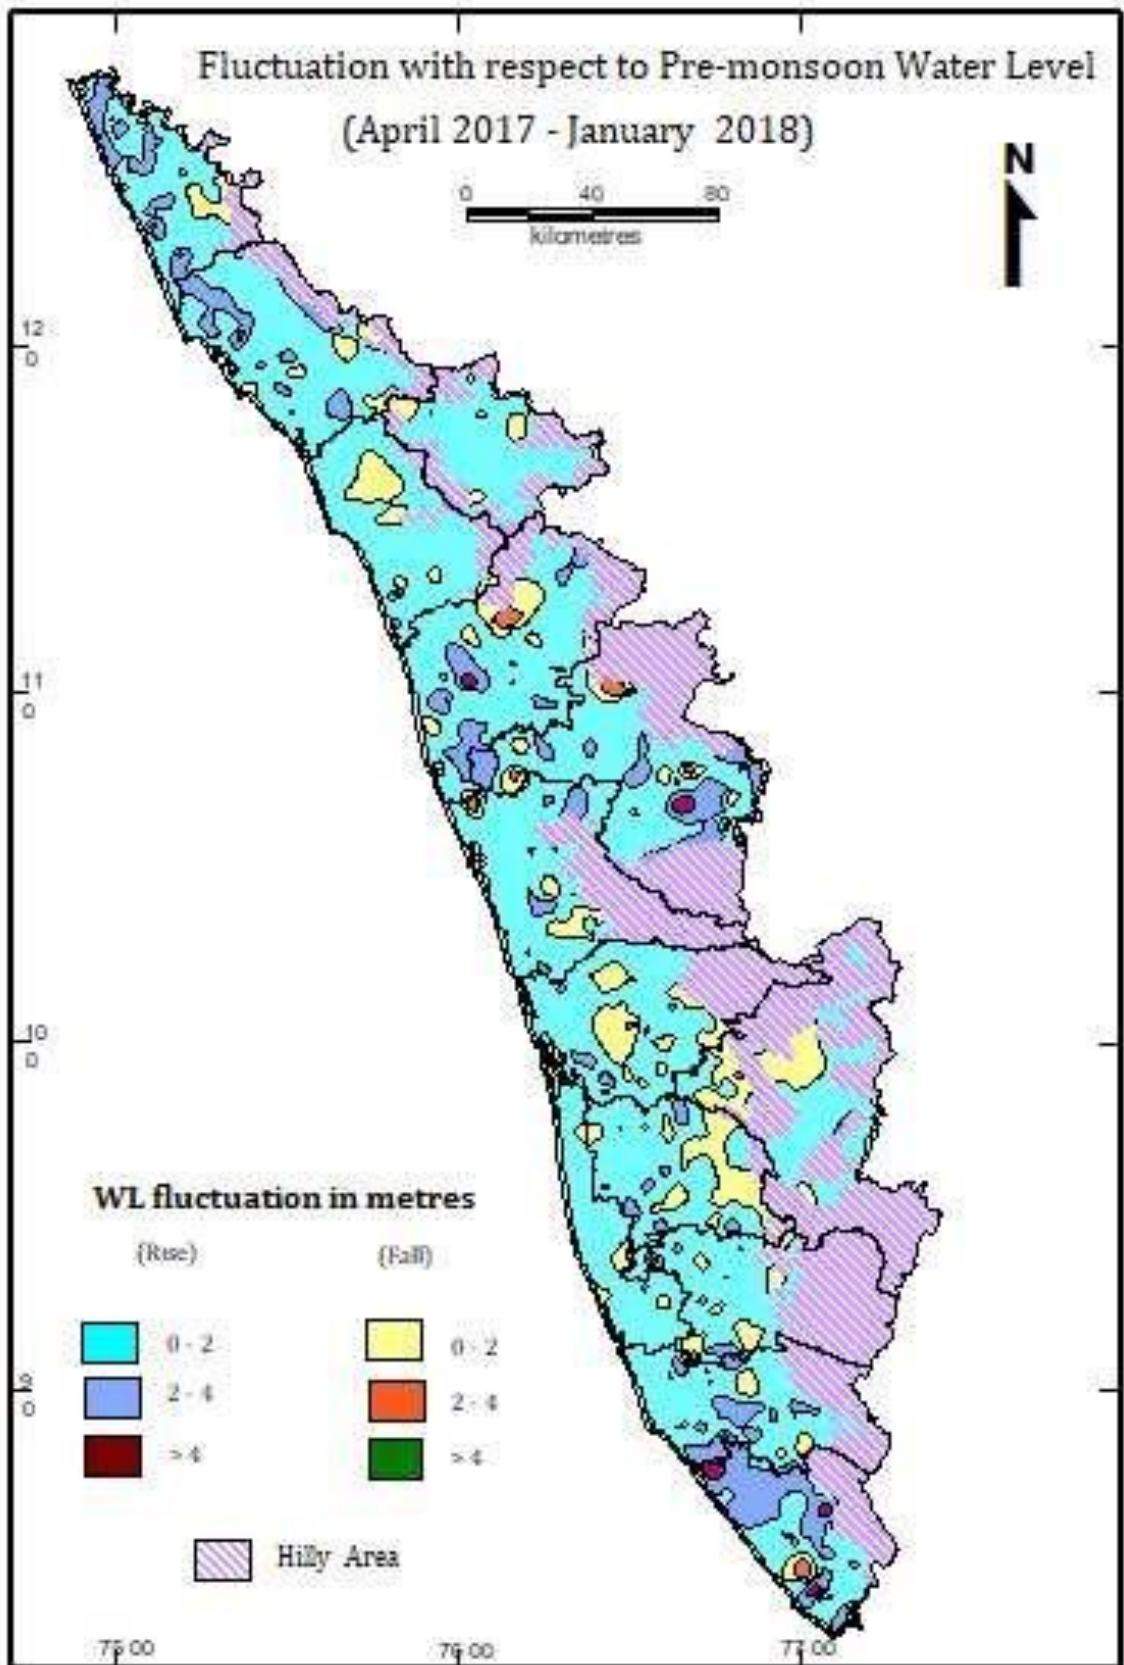 Fluctuation with respect to Pre-monsoon Water Level
(April 2017 - January 2018)
N
0 40 80
kilometres
12
0
11
0
10
0
9
0
WL fluctuation in metres
(Rise) (Fall)
0 - 2 0 - 2
2 - 4 2 - 4
> 4 > 4
Hilly Area
75 00 76 00 77 00